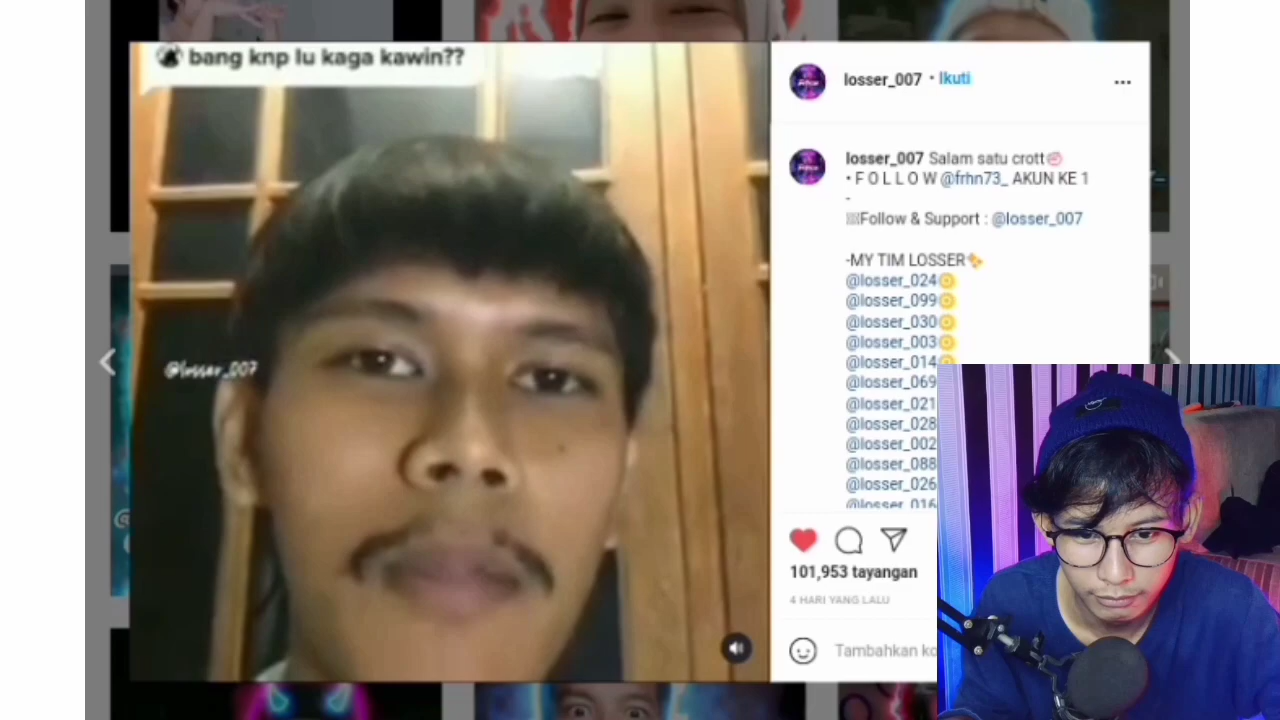 bang knp lu kaga kawin??
@losser_007
losser_007 • Ikuti
losser_007 Salam satu crott
• F O L L O W @frhn73_ AKUN KE 1
-
Follow & Support : @losser_007
-MY TIM LOSSER
@losser_024
@losser_099
@losser_030
@losser_003
@losser_014
@losser_069
@losser_021
@losser_028
@losser_002
@losser_088
@losser_026
@losser_016
101,953 tayangan
4 HARI YANG LALU
Tambahkan ko